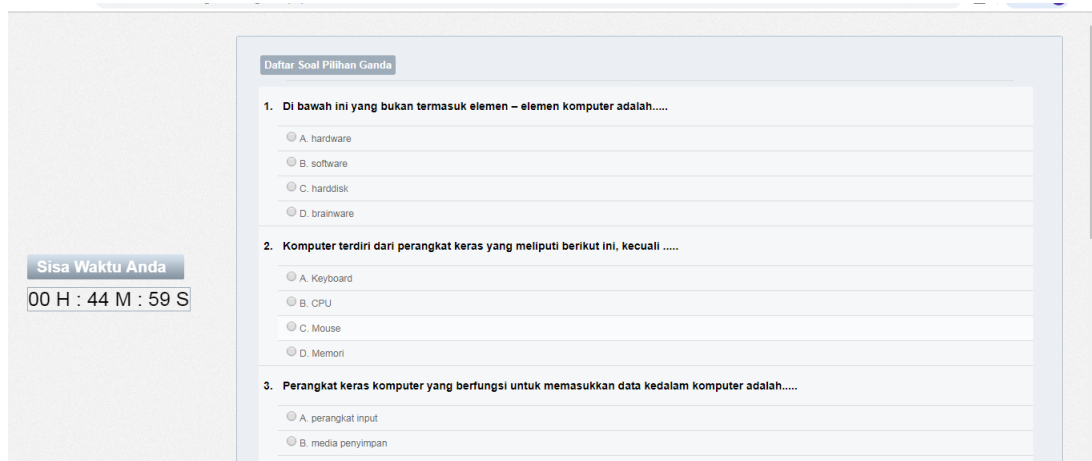 Daftar Soal Pilihan Ganda
1. Di bawah ini yang bukan termasuk elemen – elemen komputer adalah.....
A. hardware
B. software
C. harddisk
D. brainware
2. Komputer terdiri dari perangkat keras yang meliputi berikut ini, kecuali .....
A. Keyboard
B. CPU
C. Mouse
D. Memori
3. Perangkat keras komputer yang berfungsi untuk memasukkan data kedalam komputer adalah.....
A. perangkat input
B. media penyimpan
Sisa Waktu Anda
00 H : 44 M : 59 S